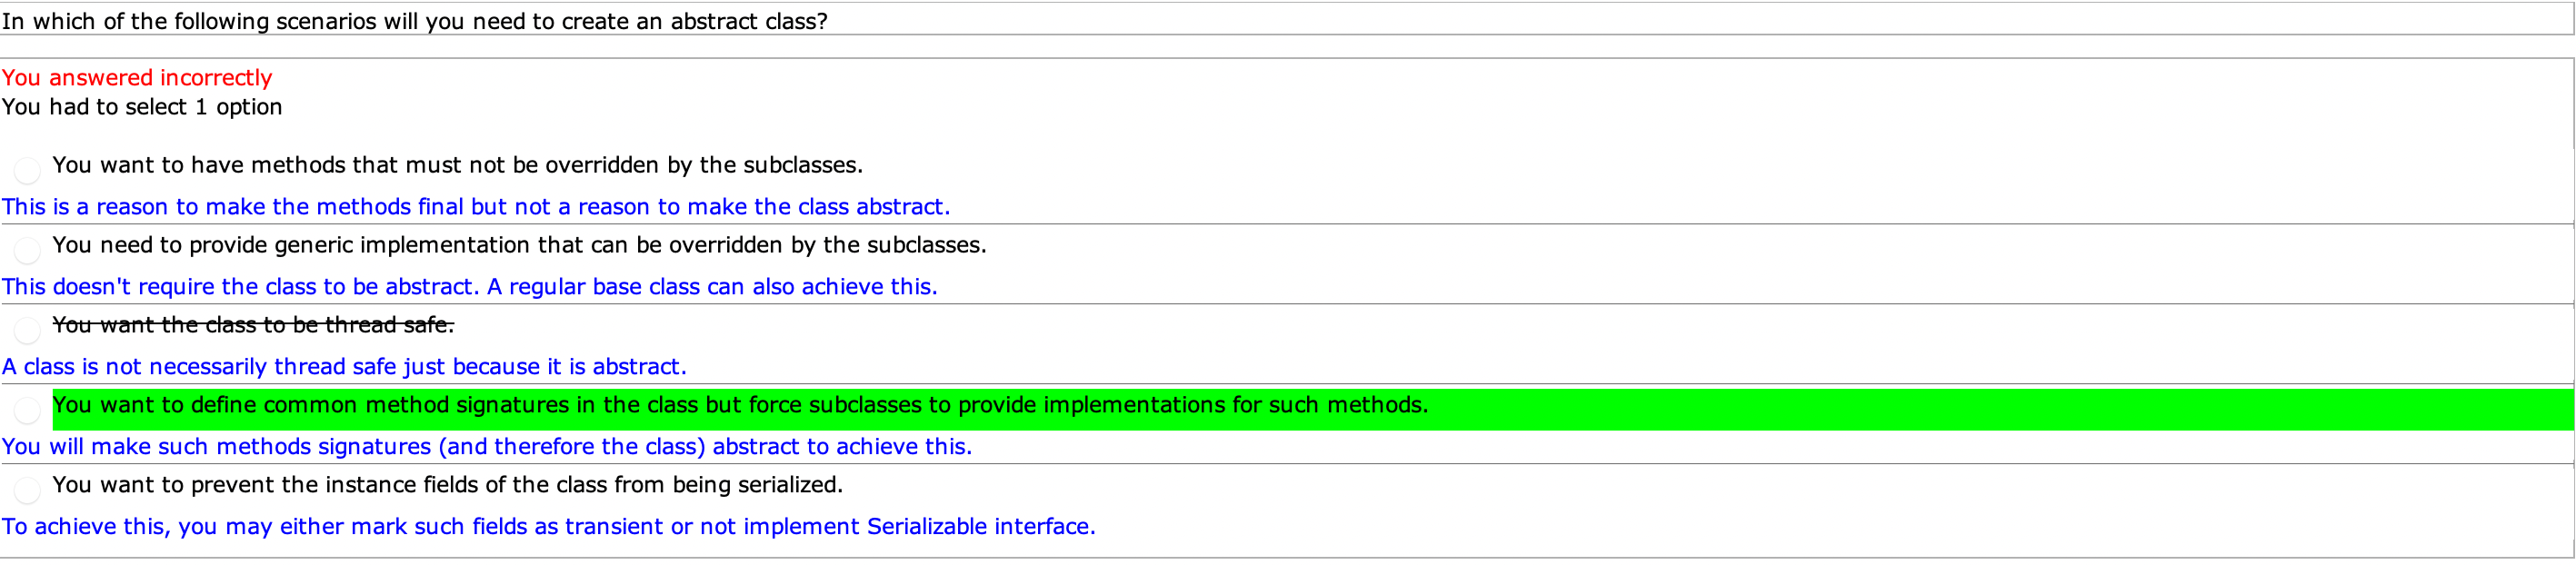 In which of the following scenarios will you need to create an abstract class?
You answered incorrectly
You had to select 1 option
You want to have methods that must not be overridden by the subclasses.
This is a reason to make the methods final but not a reason to make the class abstract.
You need to provide generic implementation that can be overridden by the subclasses.
This doesn't require the class to be abstract. A regular base class can also achieve this.
You want the class to be thread safe.
A class is not necessarily thread safe just because it is abstract.
You want to define common method signatures in the class but force subclasses to provide implementations for such methods.
You will make such methods signatures (and therefore the class) abstract to achieve this.
You want to prevent the instance fields of the class from being serialized.
To achieve this, you may either mark such fields as transient or not implement Serializable interface.